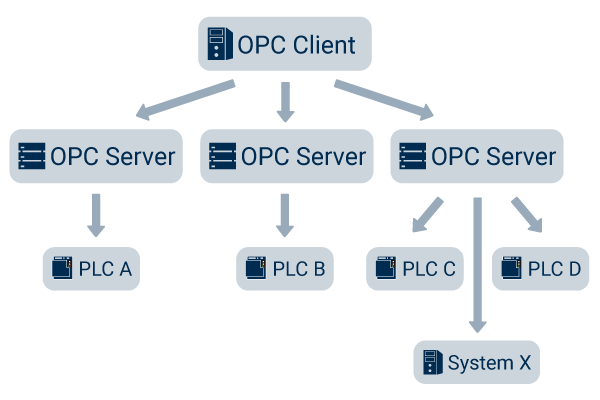 OPC Client
OPC Server
OPC Server
OPC Server
PLC A
PLC B
PLC C
PLC D
System X